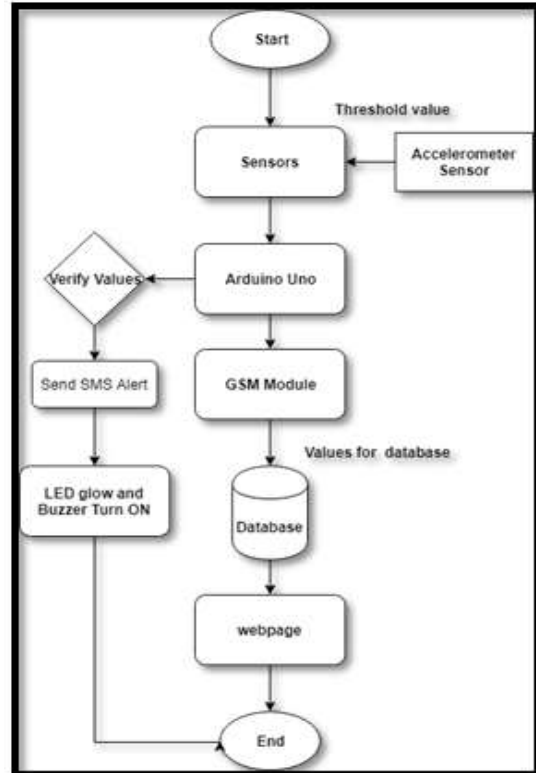 Start
Threshold value
Sensors
Accelerometer
Sensor
Verify Values
Arduino Uno
Send SMS Alert
GSM Module
Values for database
LED glow and
Buzzer Turn ON
Database
webpage
End